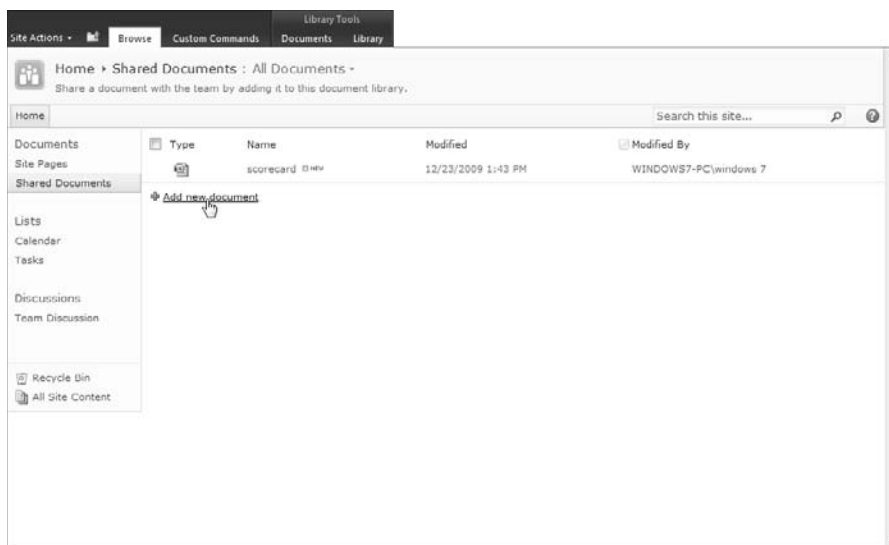 Library Tools
Site Actions Browse Custom Commands Documents Library
Home Shared Documents : All Documents
Share a document with the team by adding it to this document library.
Home Search this site...
Documents
Site Pages
Shared Documents
Lists
Calendar
Tasks
Discussions
Team Discussion
Recycle Bin
All Site Content
Type Name Modified Modified By
scorecard NEW 12/23/2009 1:43 PM WINDOWS7-PC\windows 7
Add new document